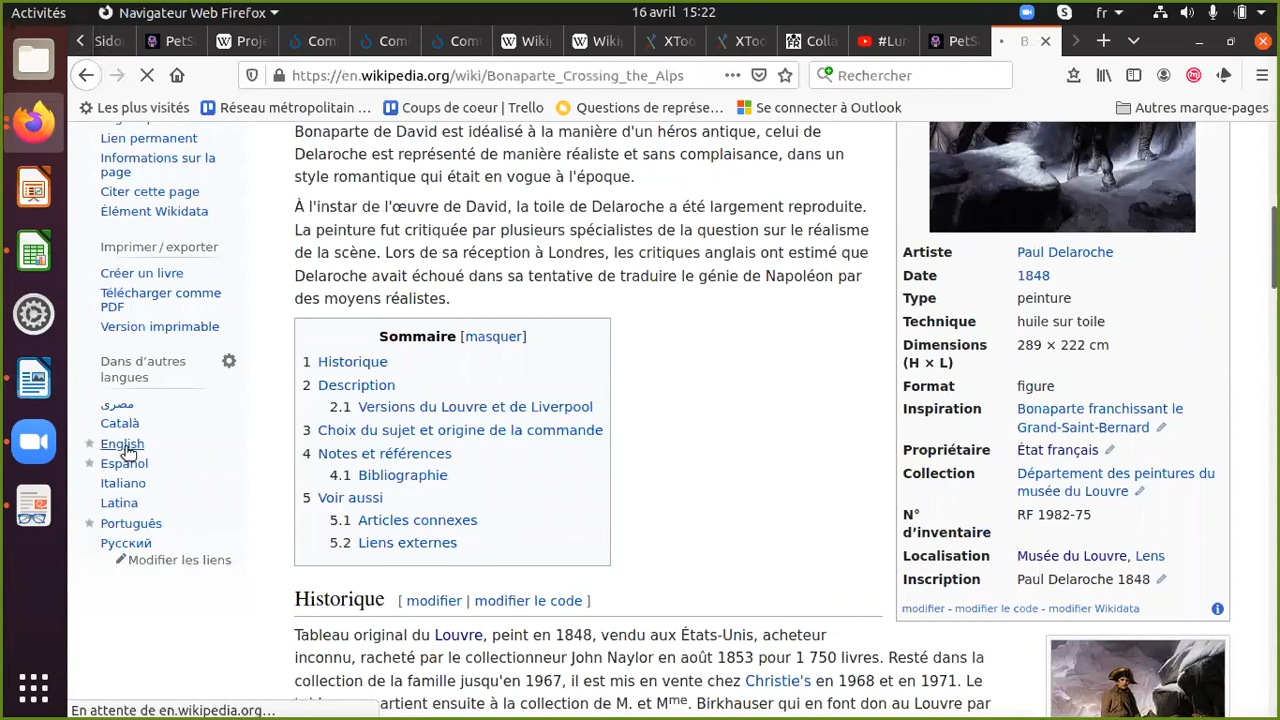 Activités
Navigateur Web Firefox
16 avril 15:22
fr
Sidor
PetS
Proje
Com
Com
Com
Wikip
Wiki
XToo
XToo
Colla
#Lun
PetS
B
https://en.wikipedia.org/wiki/Bonaparte_Crossing_the_Alps
Rechercher
Les plus visités
Réseau métropolitain …
Coups de coeur | Trello
Questions de représe…
Se connecter à Outlook
Autres marque-pages
Lien permanent
Informations sur la
page
Citer cette page
Élément Wikidata
Imprimer / exporter
Créer un livre
Télécharger comme
PDF
Version imprimable
Dans d'autres
langues
مصرى
Català
English
Español
Italiano
Latina
Português
Русский
Modifier les liens
Bonaparte de David est idéalisé à la manière d'un héros antique, celui de
Delaroche est représenté de manière réaliste et sans complaisance, dans un
style romantique qui était en vogue à l'époque.
À l'instar de l'œuvre de David, la toile de Delaroche a été largement reproduite.
La peinture fut critiquée par plusieurs spécialistes de la question sur le réalisme
de la scène. Lors de sa réception à Londres, les critiques anglais ont estimé que
Delaroche avait échoué dans sa tentative de traduire le génie de Napoléon par
des moyens réalistes.
Sommaire [masquer]
1 Historique
2 Description
2.1 Versions du Louvre et de Liverpool
3 Choix du sujet et origine de la commande
4 Notes et références
4.1 Bibliographie
5 Voir aussi
5.1 Articles connexes
5.2 Liens externes
Historique [ modifier | modifier le code ]
Tableau original du Louvre, peint en 1848, vendu aux États-Unis, acheteur
inconnu, racheté par le collectionneur John Naylor en août 1853 pour 1 750 livres. Resté dans la
collection de la famille jusqu'en 1967, il est mis en vente chez Christie's en 1968 et en 1971. Le
artient ensuite à la collection de M. et Mme. Birkhauser qui en font don au Louvre par
Artiste Paul Delaroche
Date 1848
Type peinture
Technique huile sur toile
Dimensions 289 × 222 cm
(H × L)
Format figure
Inspiration Bonaparte franchissant le
Grand-Saint-Bernard
Propriétaire État français
Collection Département des peintures du
musée du Louvre
N° RF 1982-75
d'inventaire
Localisation Musée du Louvre, Lens
Inscription Paul Delaroche 1848
modifier - modifier le code - modifier Wikidata
En attente de en.wikipedia.org…